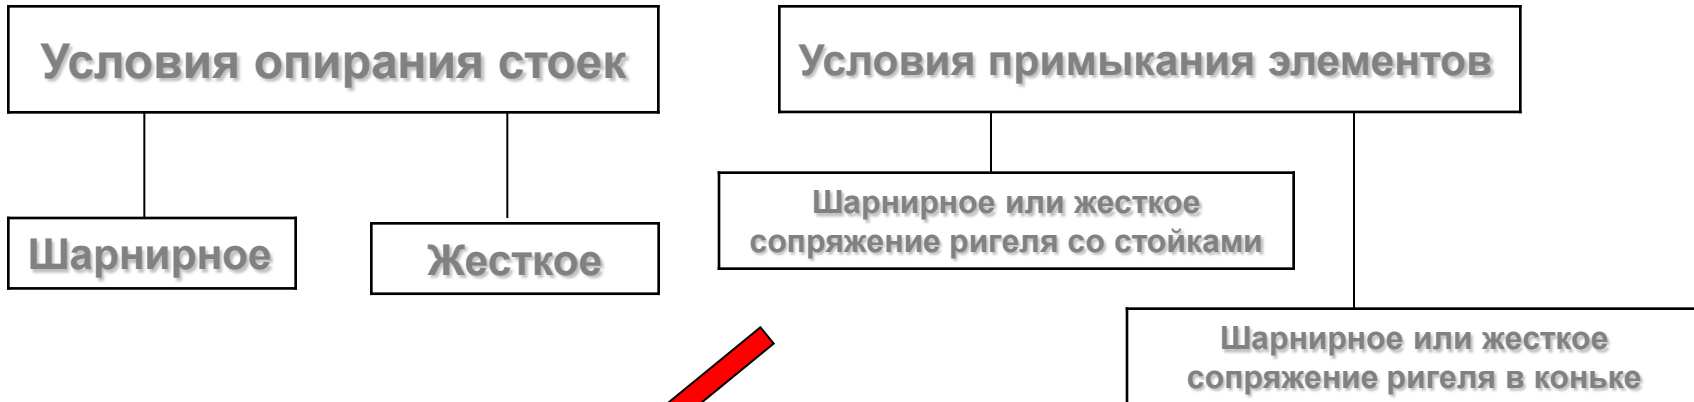 Условия опирания стоек
Условия примыкания элементов
Шарнирное
Жесткое
Шарнирное или жесткое
сопряжение ригеля со стойками
Шарнирное или жесткое
сопряжение ригеля в коньке